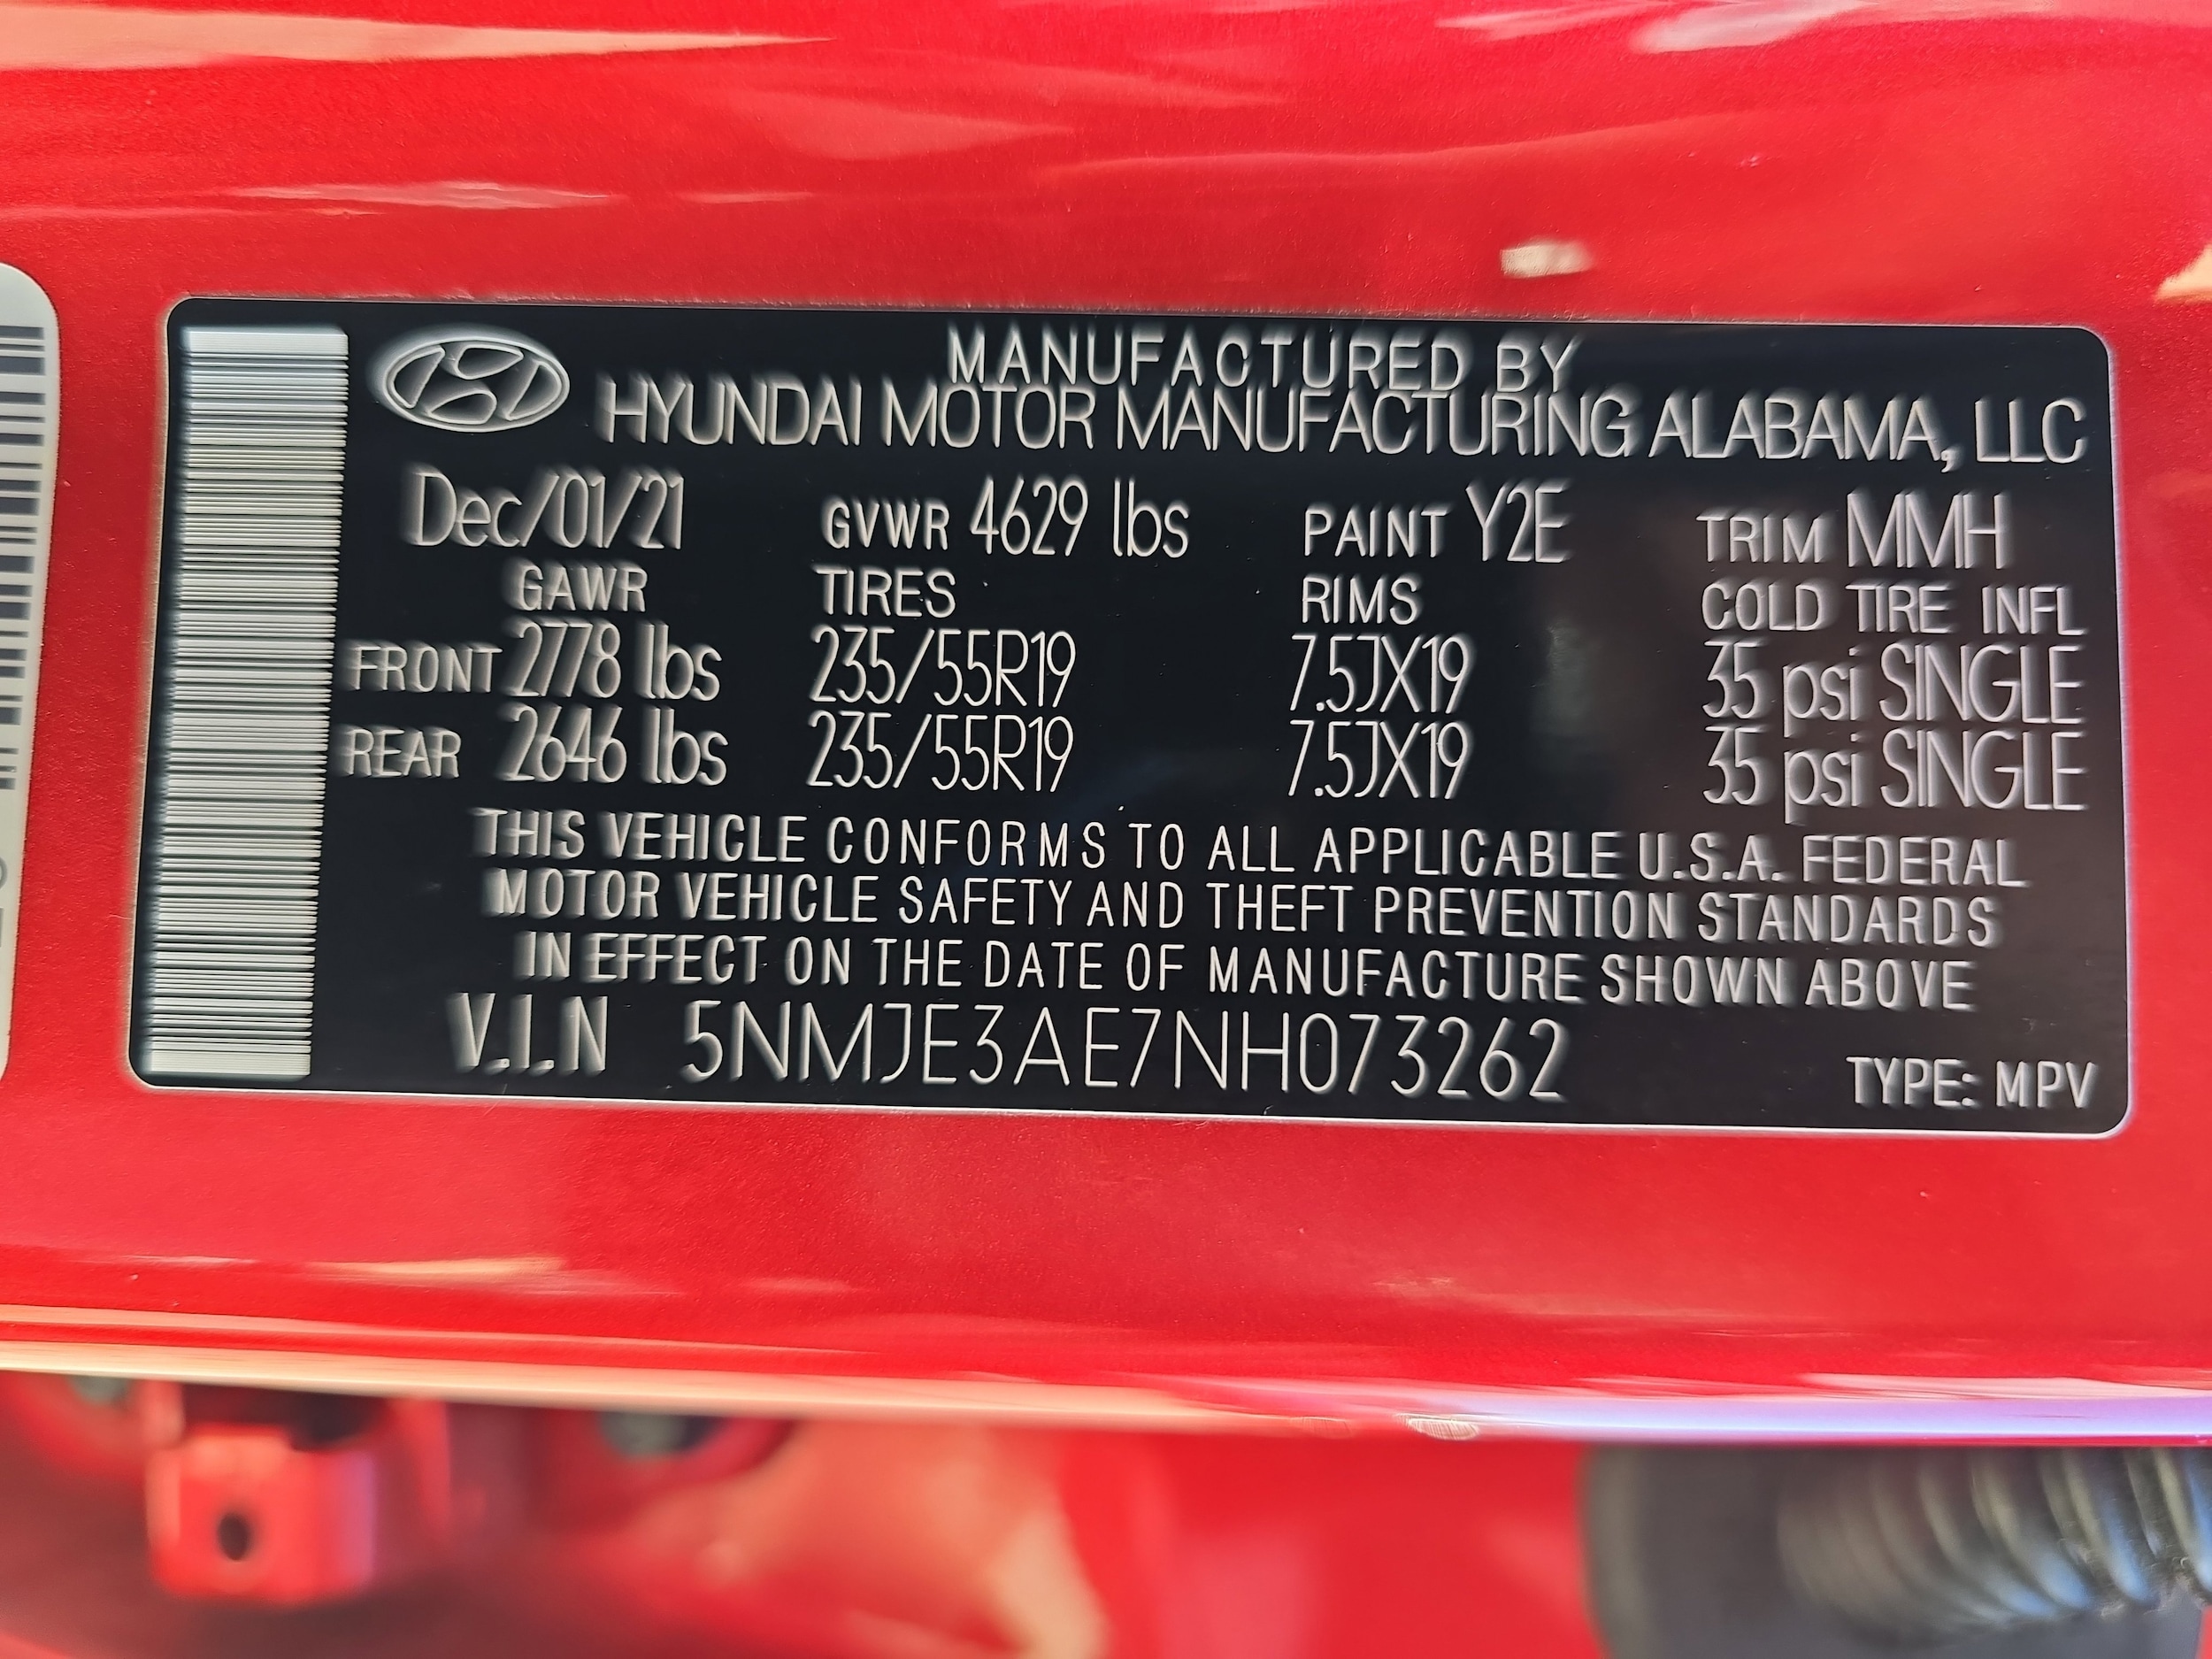 MANUFACTURED BY
HYUNDAI MOTOR MANUFACTURING ALABAMA, LLC
Dec/01/21 GVWR 4629 lbs PAINT Y2E TRIM MMH
GAWR TIRES RIMS COLD TIRE INFL
FRONT 2778 lbs 235/55R19 7.5JX19 35 psi SINGLE
REAR 2646 lbs 235/55R19 7.5JX19 35 psi SINGLE
THIS VEHICLE CONFORMS TO ALL APPLICABLE U.S.A. FEDERAL
MOTOR VEHICLE SAFETY AND THEFT PREVENTION STANDARDS
IN EFFECT ON THE DATE OF MANUFACTURE SHOWN ABOVE
V.I.N 5NMJE3AE7NH073262 TYPE: MPV